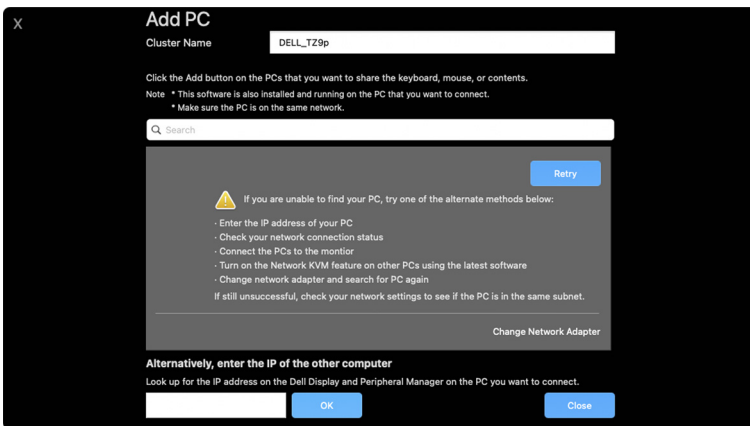 X
Add PC
Cluster Name
DELL_TZ9p
Click the Add button on the PCs that you want to share the keyboard, mouse, or contents.
Note * This software is also installed and running on the PC that you want to connect.
* Make sure the PC is on the same network.
Search
Retry
If you are unable to find your PC, try one of the alternate methods below:
· Enter the IP address of your PC
· Check your network connection status
· Connect the PCs to the montior
· Turn on the Network KVM feature on other PCs using the latest software
· Change network adapter and search for PC again
If still unsuccessful, check your network settings to see if the PC is in the same subnet.
Change Network Adapter
Alternatively, enter the IP of the other computer
Look up for the IP address on the Dell Display and Peripheral Manager on the PC you want to connect.
OK
Close